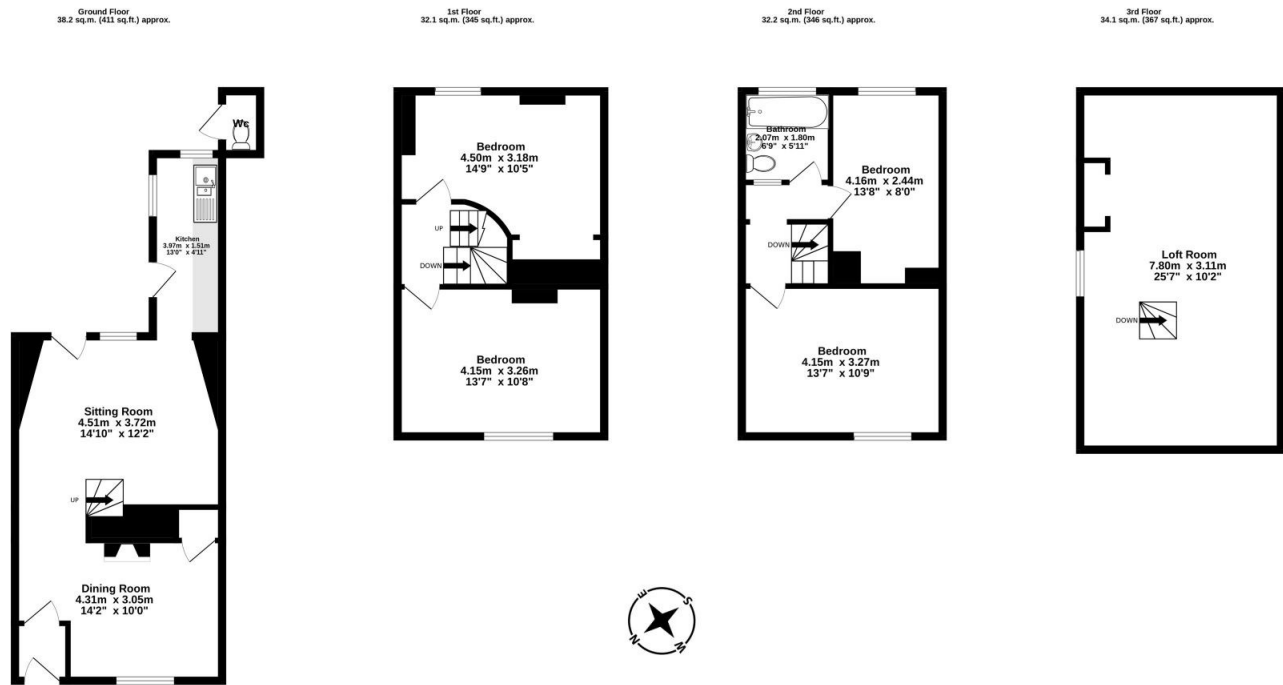 Ground Floor
38.2 sq.m. (411 sq.ft.) approx.
1st Floor
32.1 sq.m. (345 sq.ft.) approx.
2nd Floor
32.2 sq.m. (346 sq.ft.) approx.
3rd Floor
34.1 sq.m. (367 sq.ft.) approx.
Wc
Kitchen
3.97m x 1.51m
13'0" x 4'11"
Sitting Room
4.51m x 3.72m
14'10" x 12'2"
UP
Dining Room
4.31m x 3.05m
14'2" x 10'0"
Bedroom
4.50m x 3.18m
14'9" x 10'5"
UP
DOWN
Bedroom
4.15m x 3.26m
13'7" x 10'8"
Bathroom
2.07m x 1.80m
6'9" x 5'11"
Bedroom
4.16m x 2.44m
13'8" x 8'0"
DOWN
Bedroom
4.15m x 3.27m
13'7" x 10'9"
Loft Room
7.80m x 3.11m
25'7" x 10'2"
DOWN
E
S
N
W